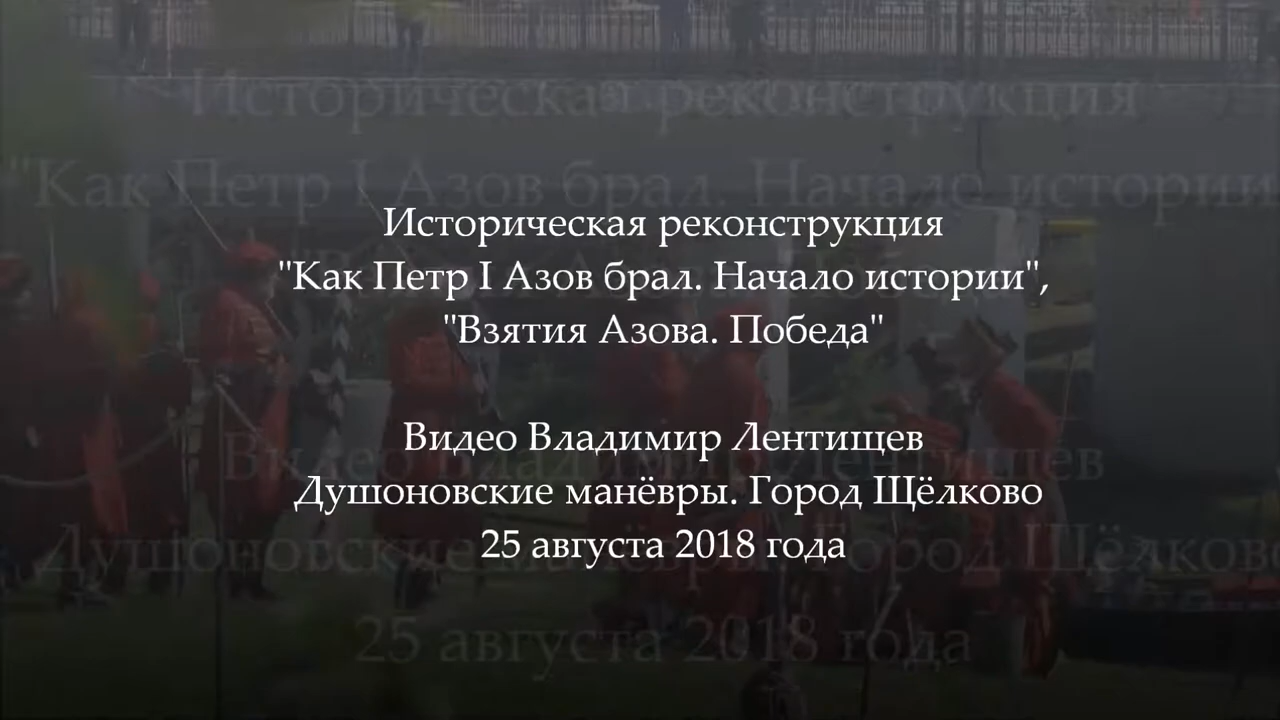 Историческая реконструкция
"Как Петр I Азов брал. Начало истории",
"Взятия Азова. Победа"
Видео Владимир Лентищев
Душоновские манёвры. Город Щёлково
25 августа 2018 года